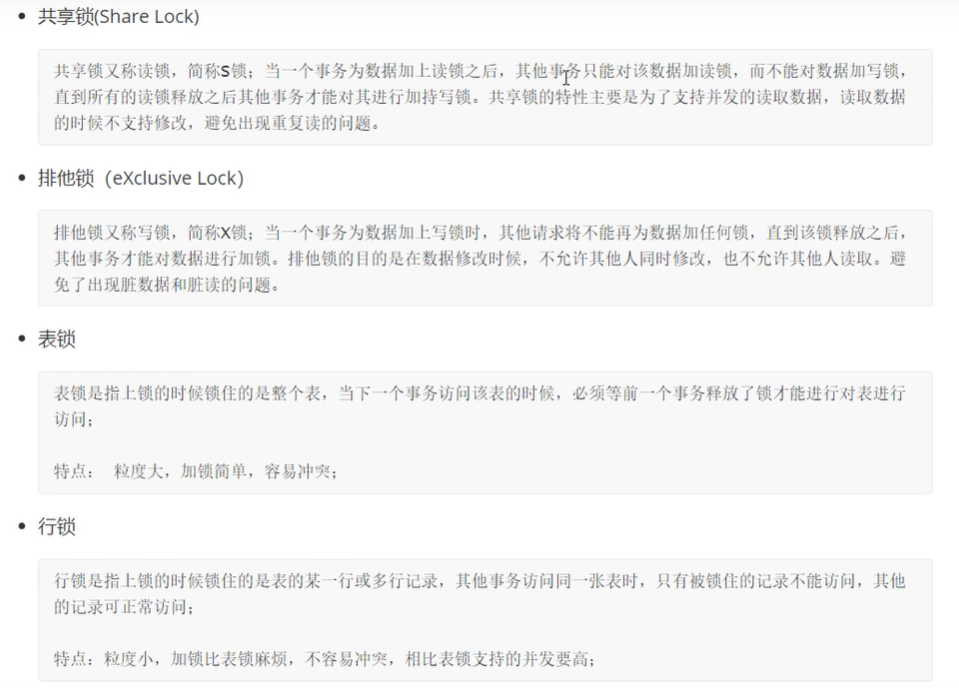 共享锁(Share Lock)
共享锁又称读锁，简称S锁；当一个事务为数据加上读锁之后，其他事务只能对该数据加读锁，而不能对数据加写锁，
直到所有的读锁释放之后其他事务才能对其进行加持写锁。共享锁的特性主要是为了支持并发的读取数据，读取数据
的时候不支持修改，避免出现重复读的问题。
排他锁（eXclusive Lock）
排他锁又称写锁，简称X锁；当一个事务为数据加上写锁时，其他请求将不能再为数据加任何锁，直到该锁释放之后，
其他事务才能对数据进行加锁。排他锁的目的是在数据修改时候，不允许其他人同时修改，也不允许其他人读取。避
免了出现脏数据和脏读的问题。
表锁
表锁是指上锁的时候锁住的是整个表，当下一个事务访问该表的时候，必须等前一个事务释放了锁才能进行对表进行
访问；
特点： 粒度大，加锁简单，容易冲突；
行锁
行锁是指上锁的时候锁住的是表的某一行或多行记录，其他事务访问同一张表时，只有被锁住的记录不能访问，其他
的记录可正常访问；
特点：粒度小，加锁比表锁麻烦，不容易冲突，相比表锁支持的并发要高；